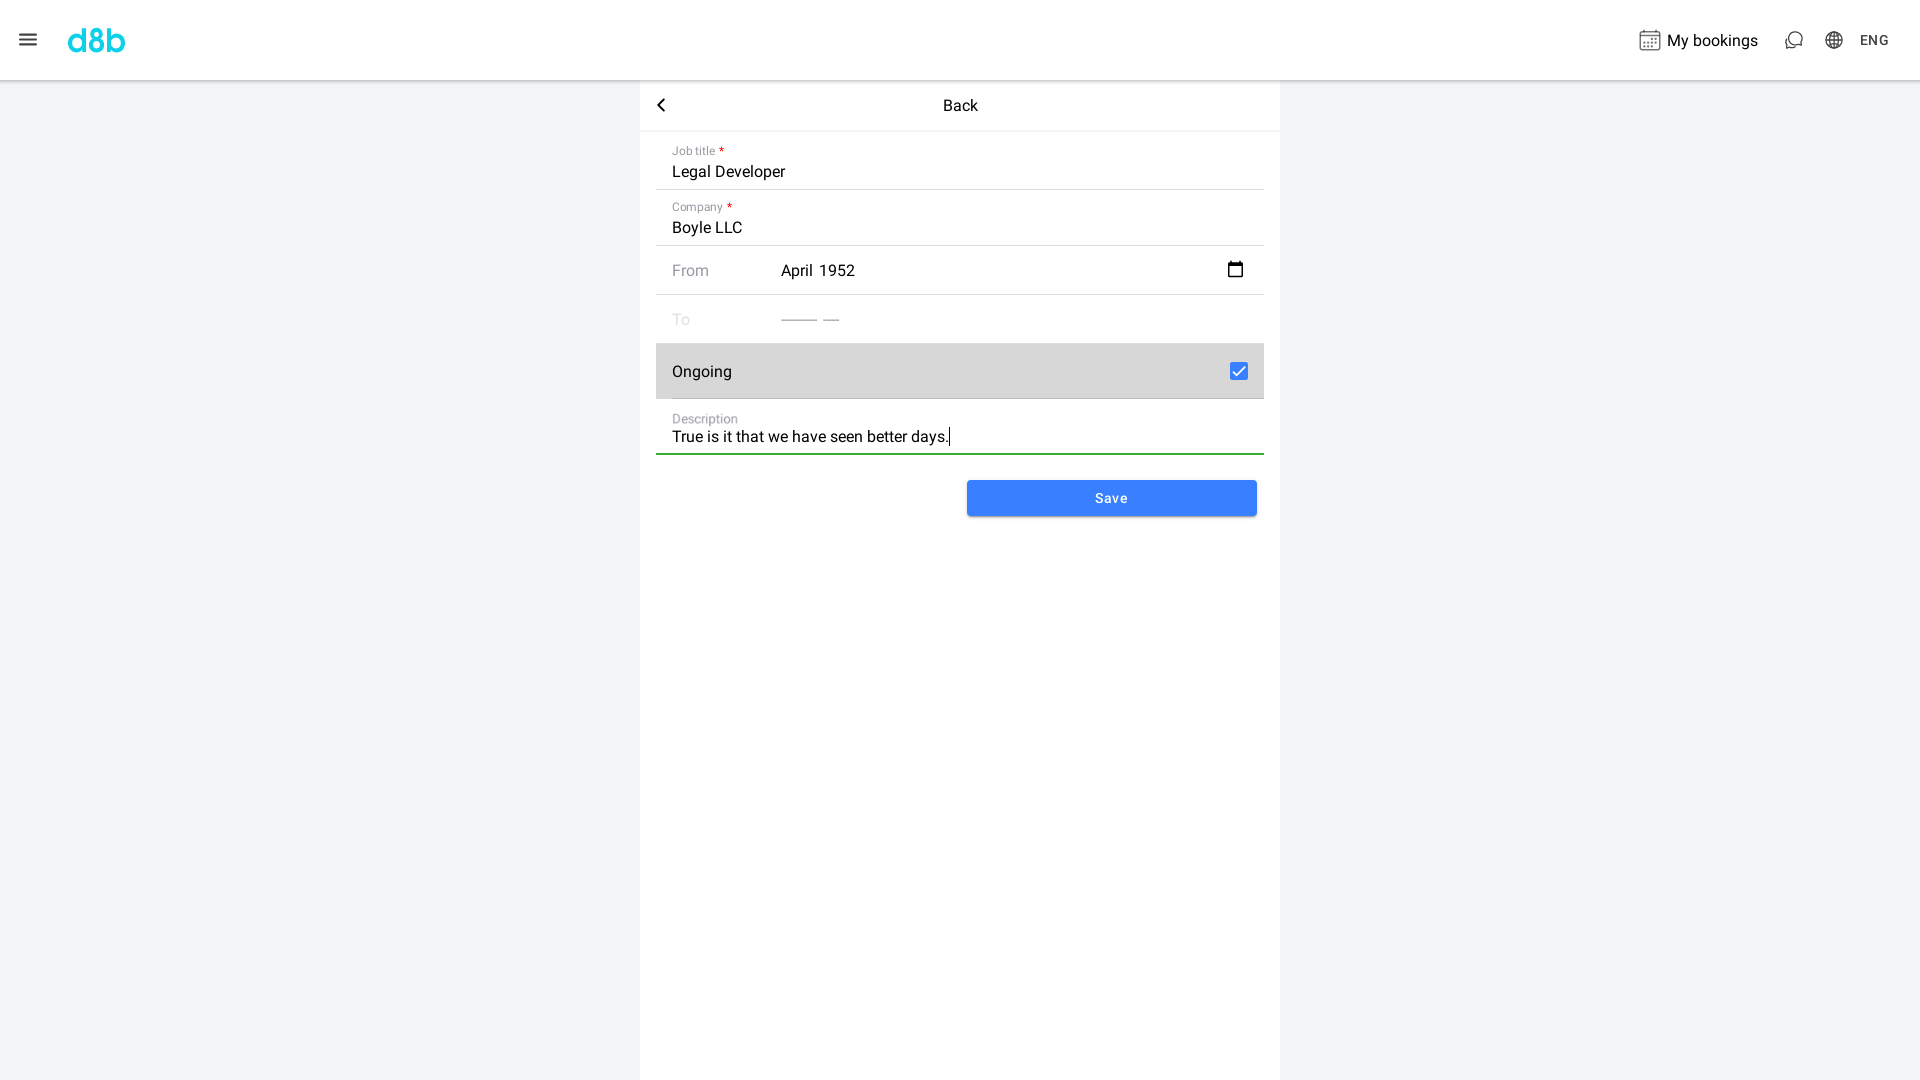 d8b
My bookings
ENG
Back
Job title *
Legal Developer
Company *
Boyle LLC
From April 1952
To -------- ----
Ongoing
Description
True is it that we have seen better days.
Save